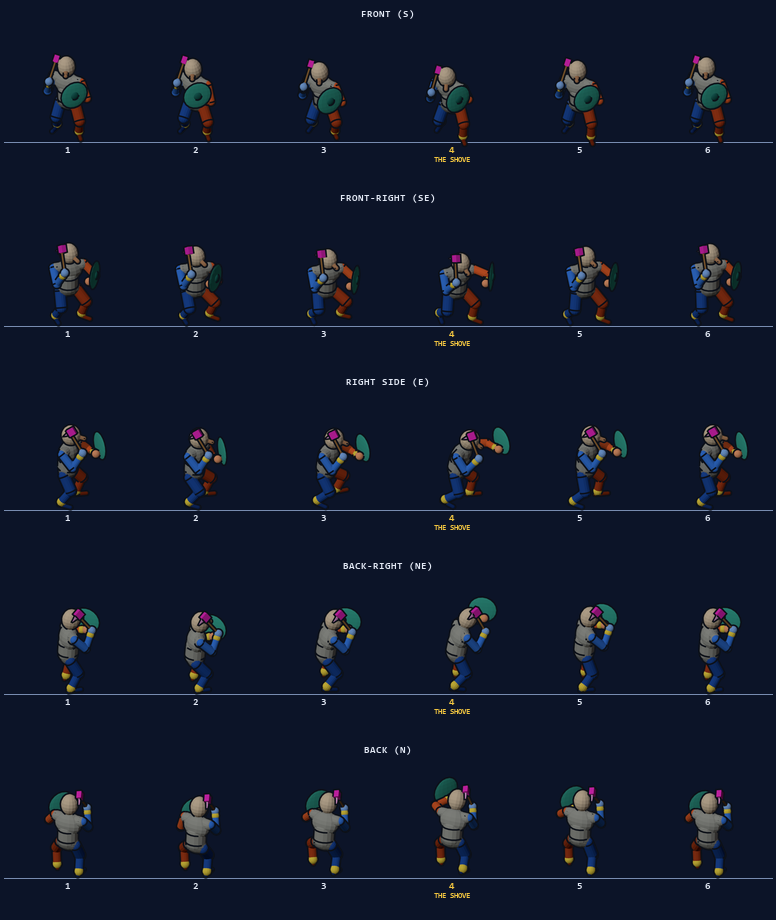 FRONT (S)
1 2 3 4 5 6
THE SHOVE
FRONT-RIGHT (SE)
1 2 3 4 5 6
THE SHOVE
RIGHT SIDE (E)
1 2 3 4 5 6
THE SHOVE
BACK-RIGHT (NE)
1 2 3 4 5 6
THE SHOVE
BACK (N)
1 2 3 4 5 6
THE SHOVE